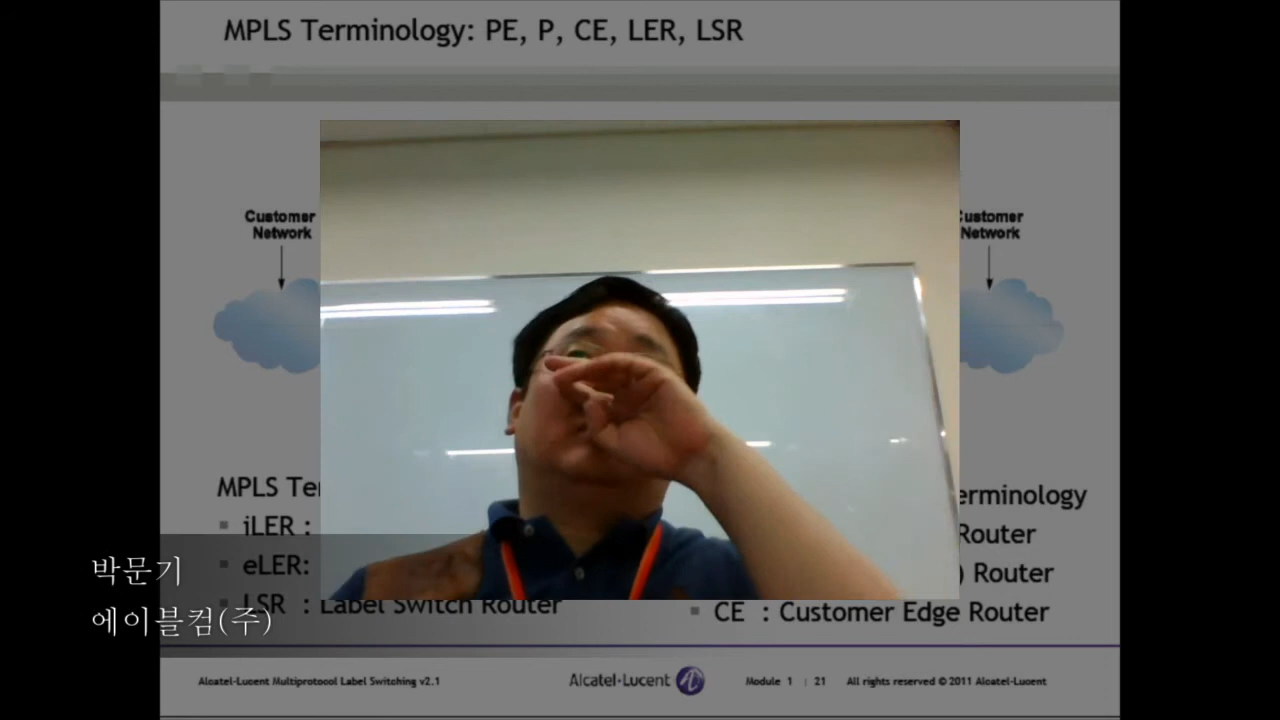 MPLS Terminology: PE, P, CE, LER, LSR
Customer
Network
Customer
Network
MPLS
iLER :
eLER:
LSR : Label Switch Router
Router
Router
CE : Customer Edge Router
박문기
에이블컴(주)
Alcatel-Lucent Multiprotocol Label Switching v2.1
Alcatel·Lucent
Module 1 | 21
All rights reserved © 2011 Alcatel-Lucent